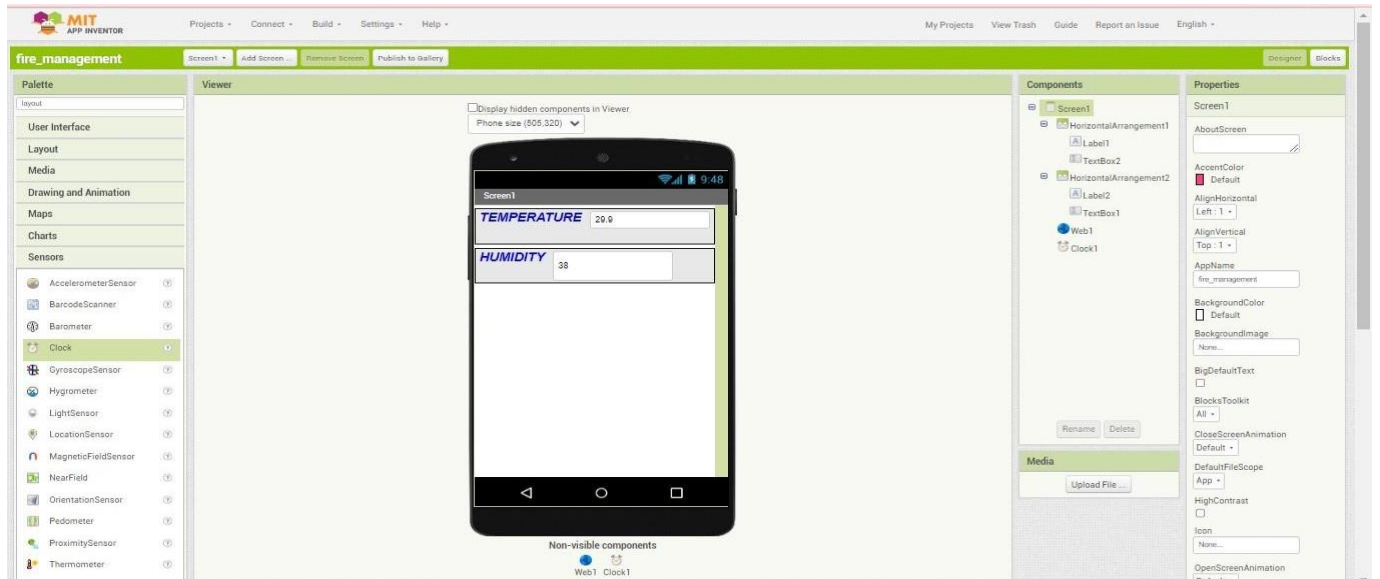 MIT
APP INVENTOR
Projects Connect Build Settings Help
My Projects View Trash Guide Report an Issue English
fire_management
Screen1 Add Screen ... Remove Screen Publish to Gallery
Designer Blocks
Palette
layout
User Interface
Layout
Media
Drawing and Animation
Maps
Charts
Sensors
AccelerometerSensor
BarcodeScanner
Barometer
Clock
GyroscopeSensor
Hygrometer
LightSensor
LocationSensor
MagneticFieldSensor
NearField
OrientationSensor
Pedometer
ProximitySensor
Thermometer
Viewer
Display hidden components in Viewer
Phone size (505,320)
9:48
Screen1
TEMPERATURE 29.9
HUMIDITY 38
Non-visible components
Web1 Clock1
Components
Screen1
HorizontalArrangement1
Label1
TextBox2
HorizontalArrangement2
Label2
TextBox1
Web1
Clock1
Rename Delete
Media
Upload File ...
Properties
Screen1
AboutScreen
AccentColor
Default
AlignHorizontal
Left : 1
AlignVertical
Top : 1
AppName
fire_management
BackgroundColor
Default
BackgroundImage
None...
BigDefaultText
BlocksToolkit
All
CloseScreenAnimation
Default
DefaultFileScope
App
HighContrast
Icon
None...
OpenScreenAnimation